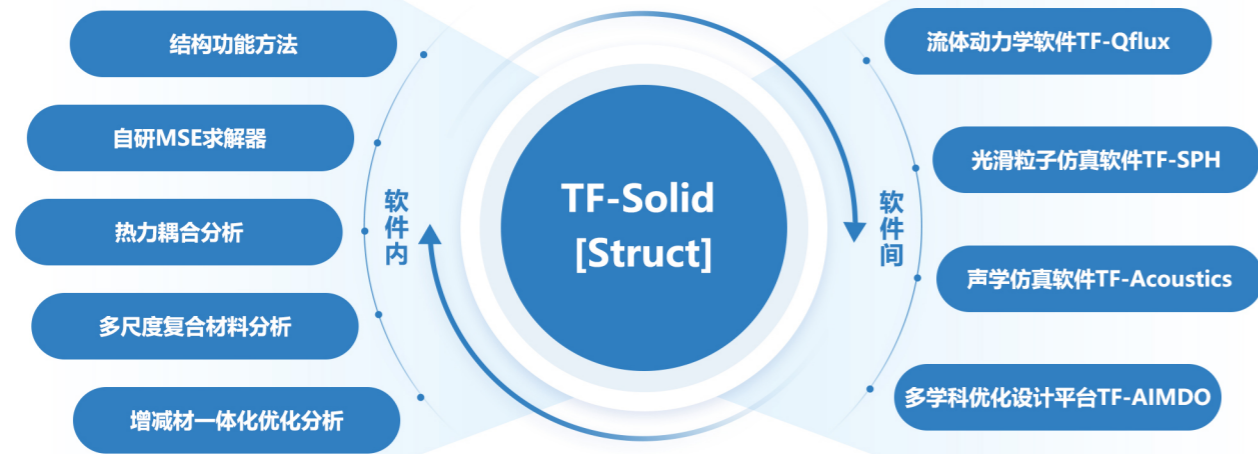 结构功能方法
自研MSE求解器
热力耦合分析
多尺度复合材料分析
增减材一体化优化分析
软件内
TF-Solid
[Struct]
软件间
流体动力学软件TF-Qflux
光滑粒子仿真软件TF-SPH
声学仿真软件TF-Acoustics
多学科优化设计平台TF-AIMDO